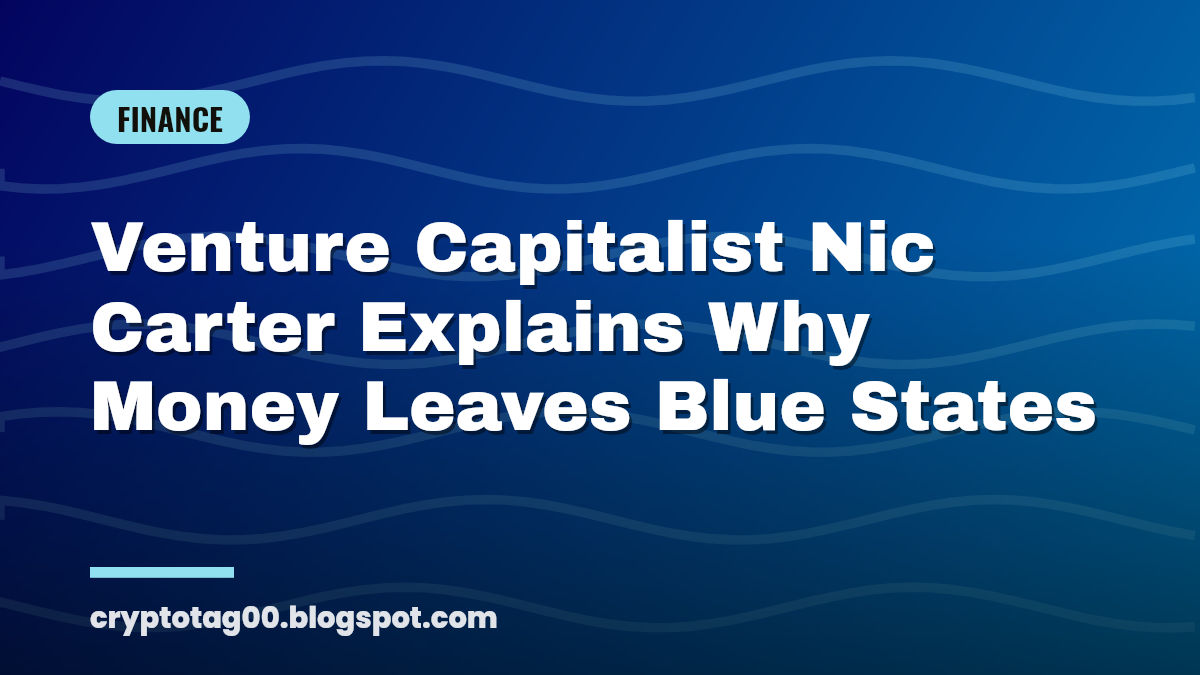 FINANCE
Venture Capitalist Nic
Carter Explains Why
Money Leaves Blue States
cryptotag00.blogspot.com